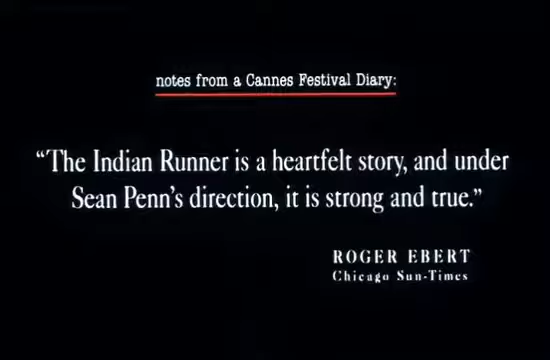 notes from a Cannes Festival Diary:
“The Indian Runner is a heartfelt story, and under
Sean Penn’s direction, it is strong and true.”
ROGER EBERT
Chicago Sun-Times